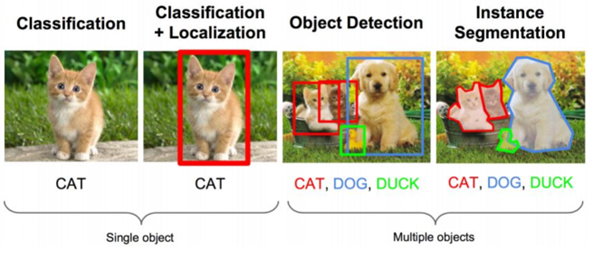 Classification
Classification
+ Localization
Object Detection
Instance
Segmentation
CAT
CAT
CAT, DOG, DUCK
CAT, DOG, DUCK
Single object
Multiple objects